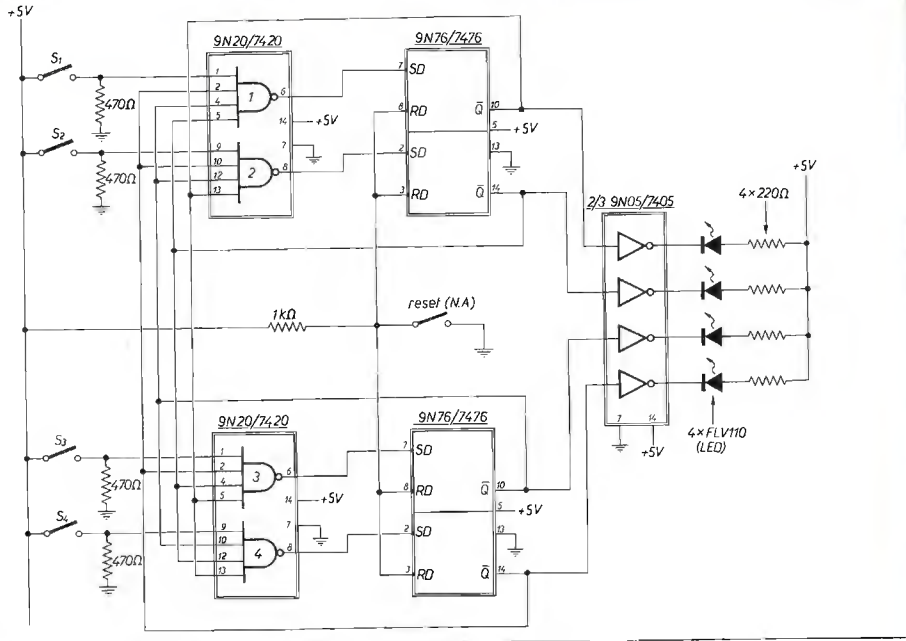 +5V
9N20/7420
9N76/7476
S1
1
2
4
5
1
6
470Ω
14
+5V
7
S2
9
10
12
13
2
8
470Ω
7
SD
8
RD
Q̄
10
5
+5V
13
2
SD
Q̄
14
3
RD
2/3 9N05/7405
+5V
4×220Ω
1kΩ
reset (N.A)
7
14
+5V
4×FLV110
(LED)
9N20/7420
9N76/7476
S3
1
2
4
5
3
6
470Ω
14
+5V
7
S4
9
10
12
13
4
8
470Ω
7
SD
8
RD
Q̄
10
5
+5V
13
2
SD
Q̄
14
3
RD